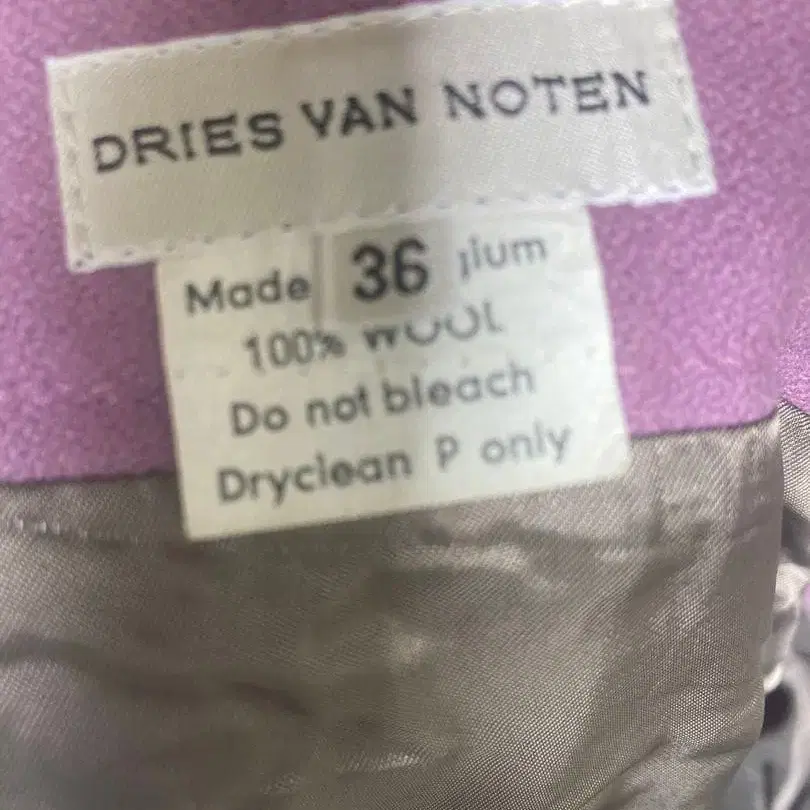 DRIES VAN NOTEN
Made 36 ium
100% WOOL
Do not bleach
Dryclean P only